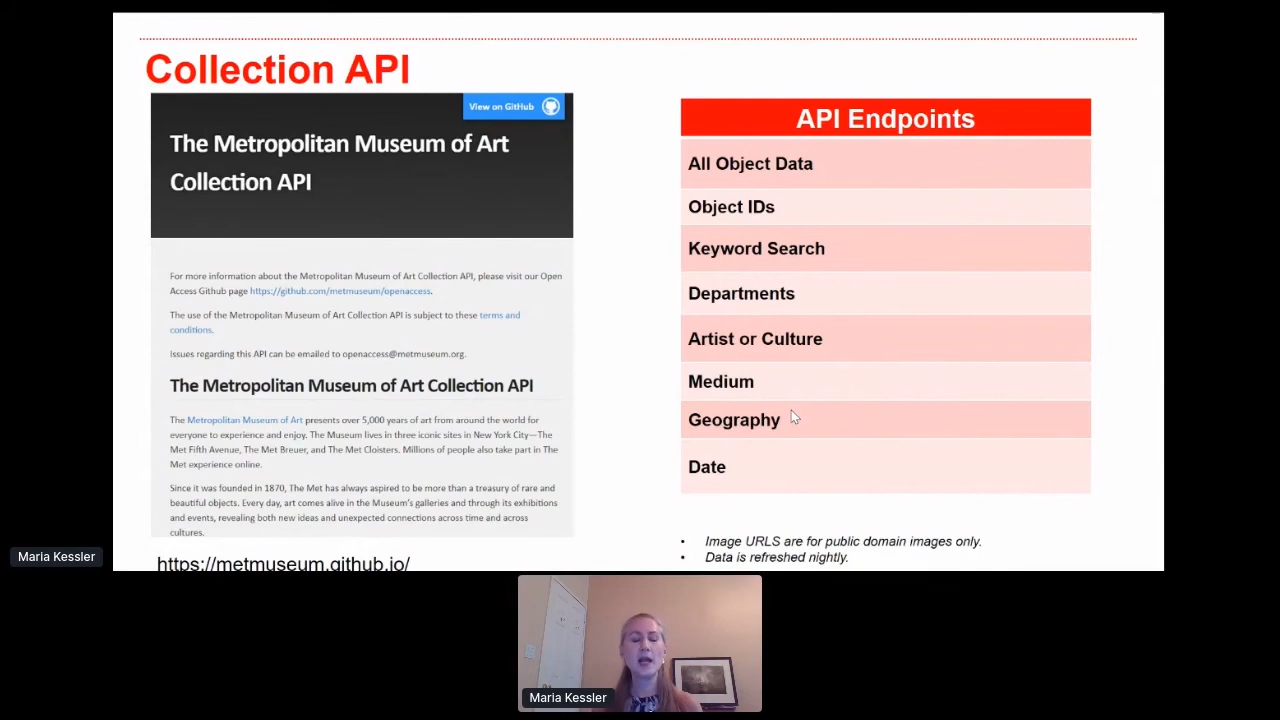 Collection API
View on GitHub
The Metropolitan Museum of Art
Collection API
For more information about the Metropolitan Museum of Art Collection API, please visit our Open
Access Github page https://github.com/metmuseum/openaccess.
The use of the Metropolitan Museum of Art Collection API is subject to these terms and
conditions.
Issues regarding this API can be emailed to openaccess@metmuseum.org.
The Metropolitan Museum of Art Collection API
The Metropolitan Museum of Art presents over 5,000 years of art from around the world for
everyone to experience and enjoy. The Museum lives in three iconic sites in New York City—The
Met Fifth Avenue, The Met Breuer, and The Met Cloisters. Millions of people also take part in The
Met experience online.
Since it was founded in 1870, The Met has always aspired to be more than a treasury of rare and
beautiful objects. Every day, art comes alive in the Museum's galleries and through its exhibitions
and events, revealing both new ideas and unexpected connections across time and across
cultures.
https://metmuseum.github.io/
API Endpoints
All Object Data
Object IDs
Keyword Search
Departments
Artist or Culture
Medium
Geography
Date
• Image URLS are for public domain images only.
• Data is refreshed nightly.
Maria Kessler
Maria Kessler